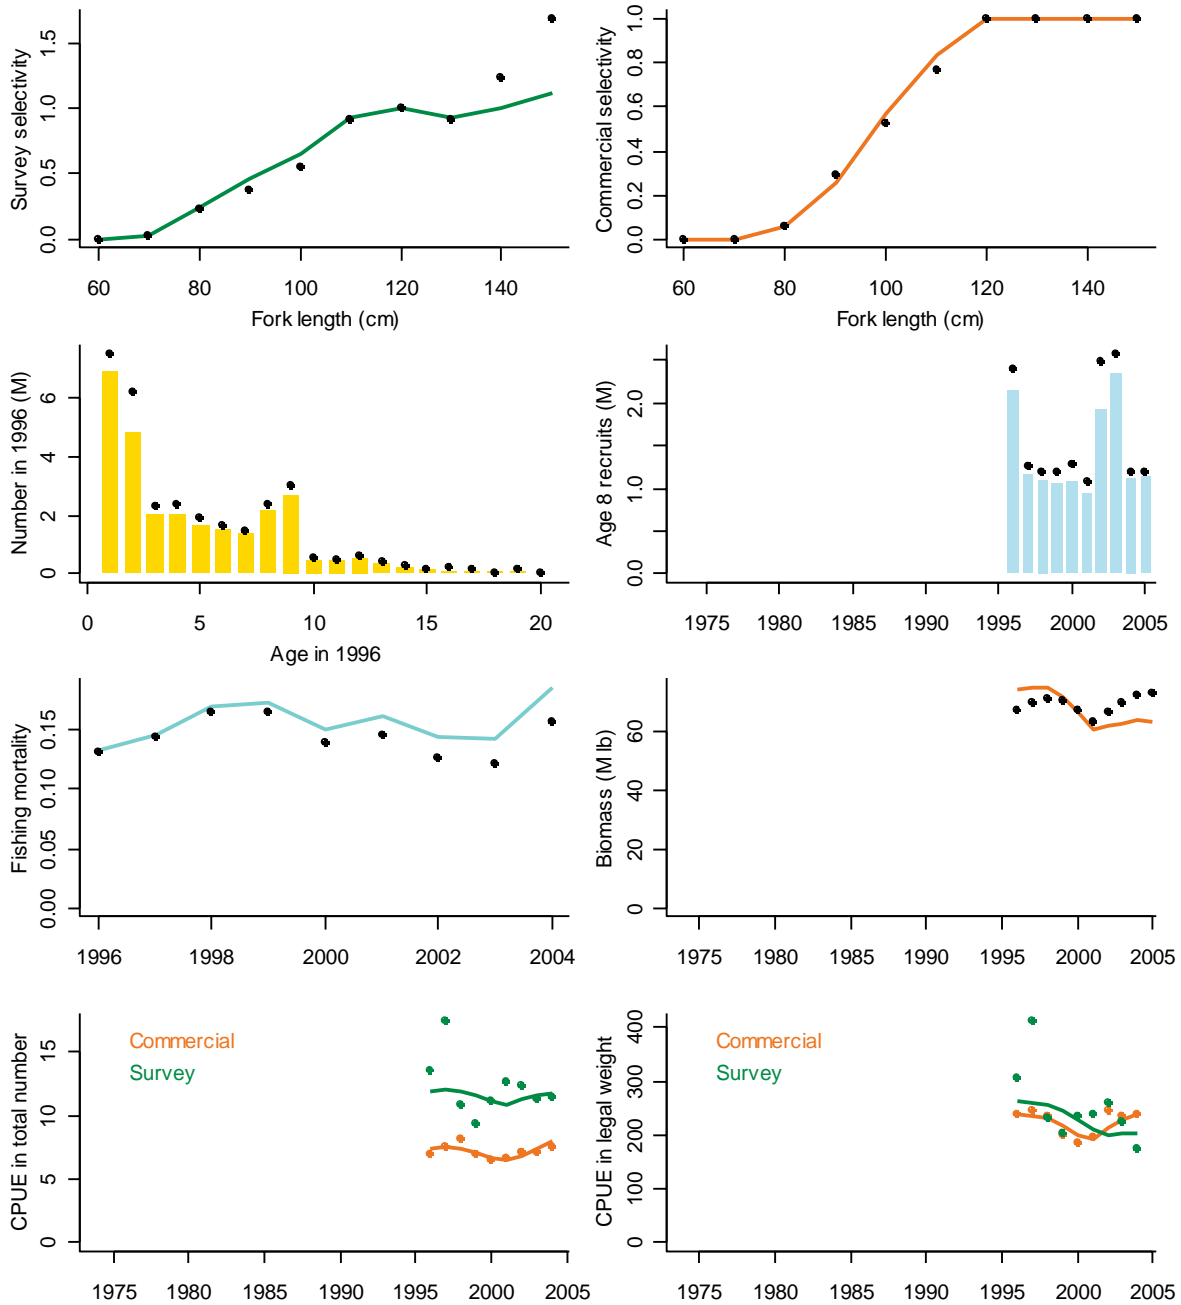 Survey selectivity
0.0 0.5 1.0 1.5
60 80 100 120 140
Fork length (cm)
Commercial selectivity
0.0 0.2 0.4 0.6 0.8 1.0
60 80 100 120 140
Fork length (cm)
Number in 1996 (M)
0 2 4 6
0 5 10 15 20
Age in 1996
Age 8 recruits (M)
0.0 1.0 2.0
1975 1980 1985 1990 1995 2000 2005
Fishing mortality
0.00 0.05 0.10 0.15
1996 1998 2000 2002 2004
Biomass (M lb)
0 20 40 60
1975 1980 1985 1990 1995 2000 2005
CPUE in total number
0 5 10 15
Commercial
Survey
1975 1980 1985 1990 1995 2000 2005
CPUE in legal weight
0 100 200 300 400
Commercial
Survey
1975 1980 1985 1990 1995 2000 2005